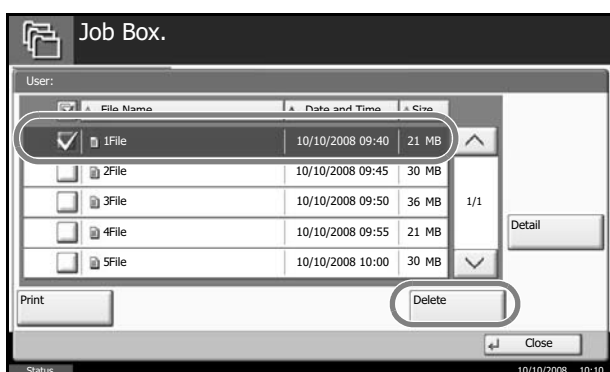 Job Box.
User:
File Name Date and Time Size
1File 10/10/2008 09:40 21 MB
2File 10/10/2008 09:45 30 MB
3File 10/10/2008 09:50 36 MB 1/1
4File 10/10/2008 09:55 21 MB
Detail
5File 10/10/2008 10:00 30 MB
Print Delete
Close
Status 10/10/2008 10:10